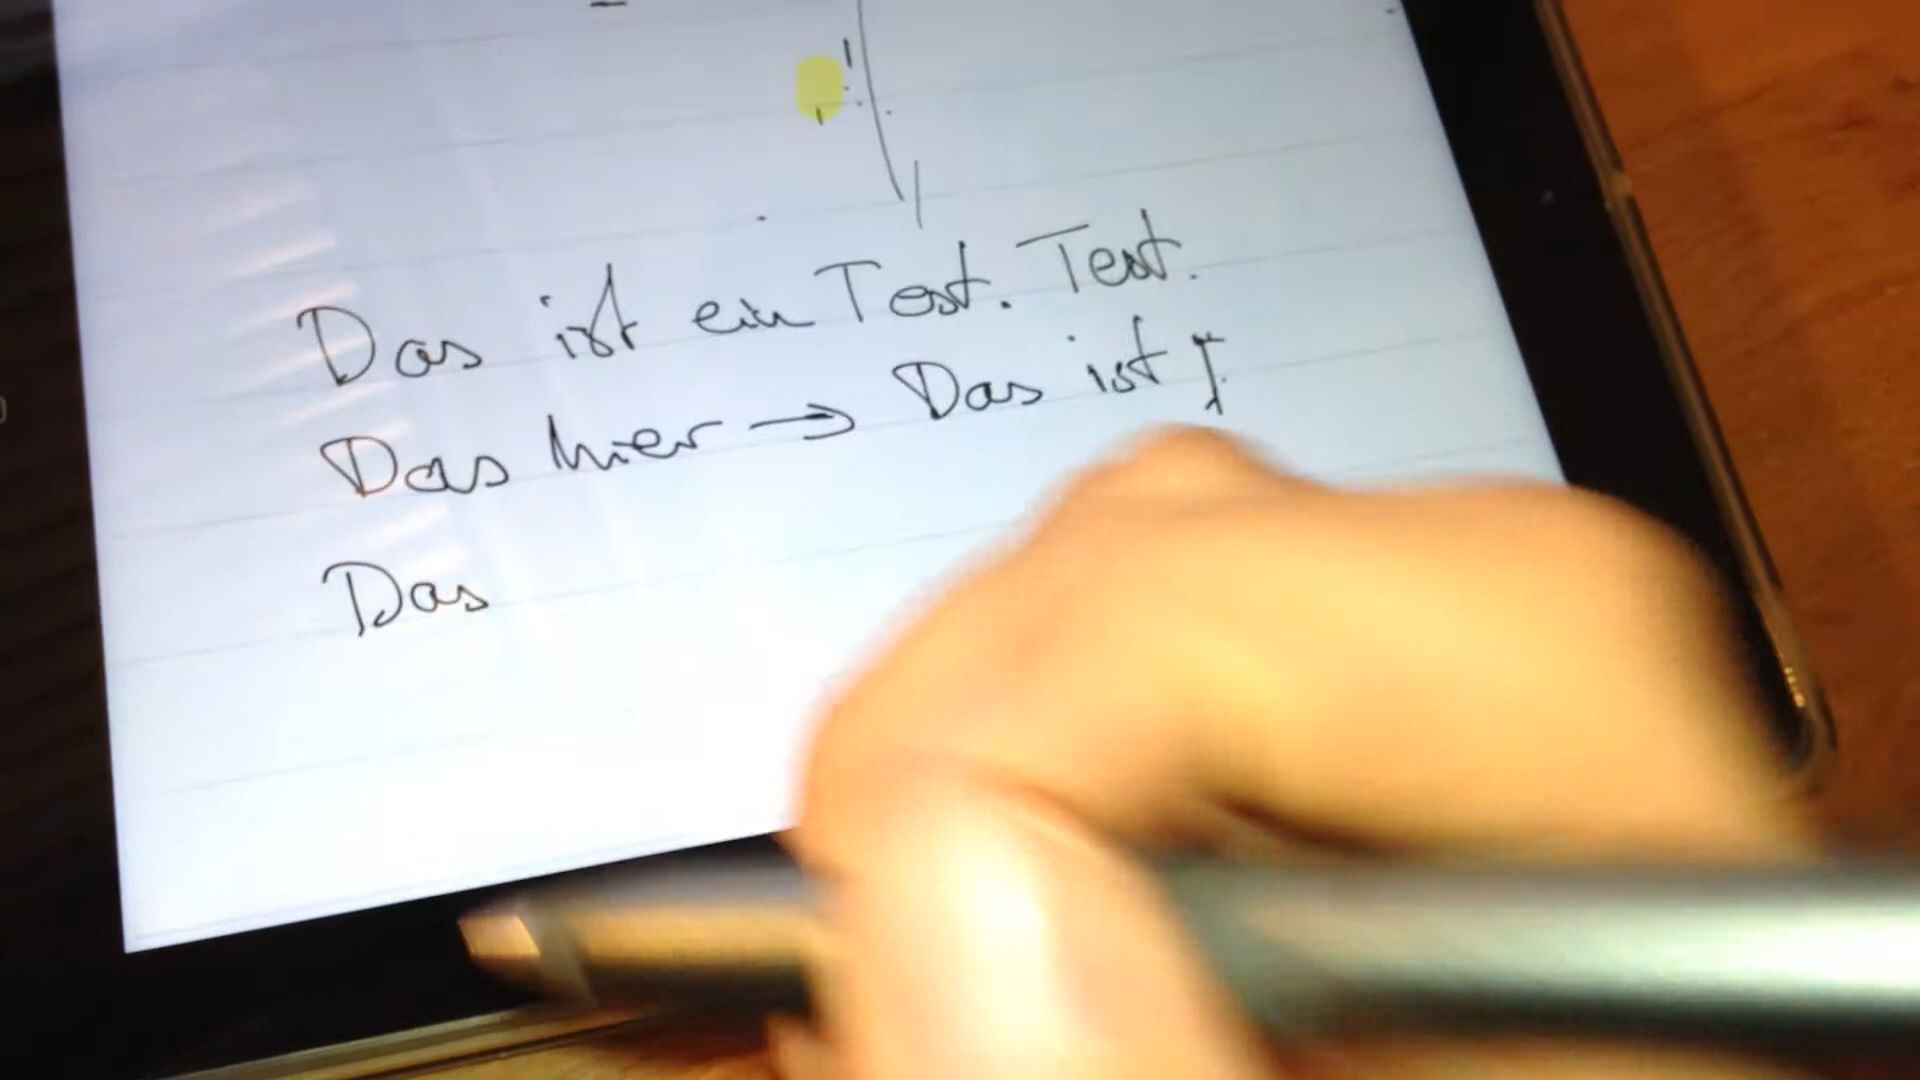 Das ist ein Test. Test.
Das hier → Das ist
Das